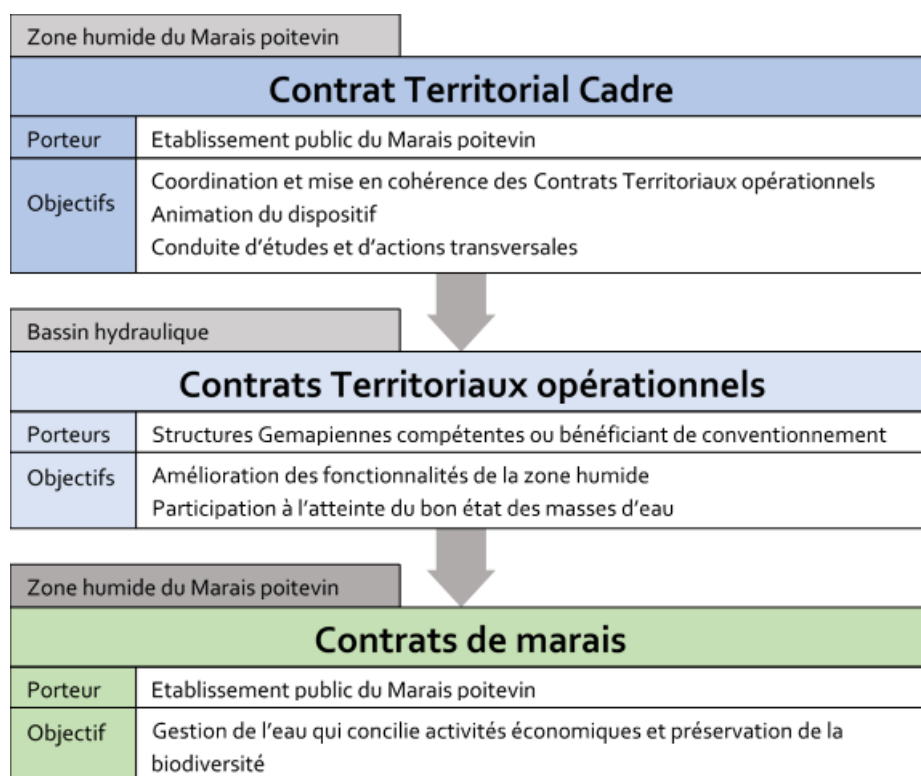 Zone humide du Marais poitevin
Contrat Territorial Cadre
Porteur
Etablissement public du Marais poitevin
Objectifs
Coordination et mise en cohérence des Contrats Territoriaux opérationnels
Animation du dispositif
Conduite d'études et d'actions transversales
Bassin hydraulique
Contrats Territoriaux opérationnels
Porteurs
Structures Gemapiennes compétentes ou bénéficiant de conventionnement
Objectifs
Amélioration des fonctionnalités de la zone humide
Participation à l'atteinte du bon état des masses d'eau
Zone humide du Marais poitevin
Contrats de marais
Porteur
Etablissement public du Marais poitevin
Objectif
Gestion de l'eau qui concilie activités économiques et préservation de la
biodiversité